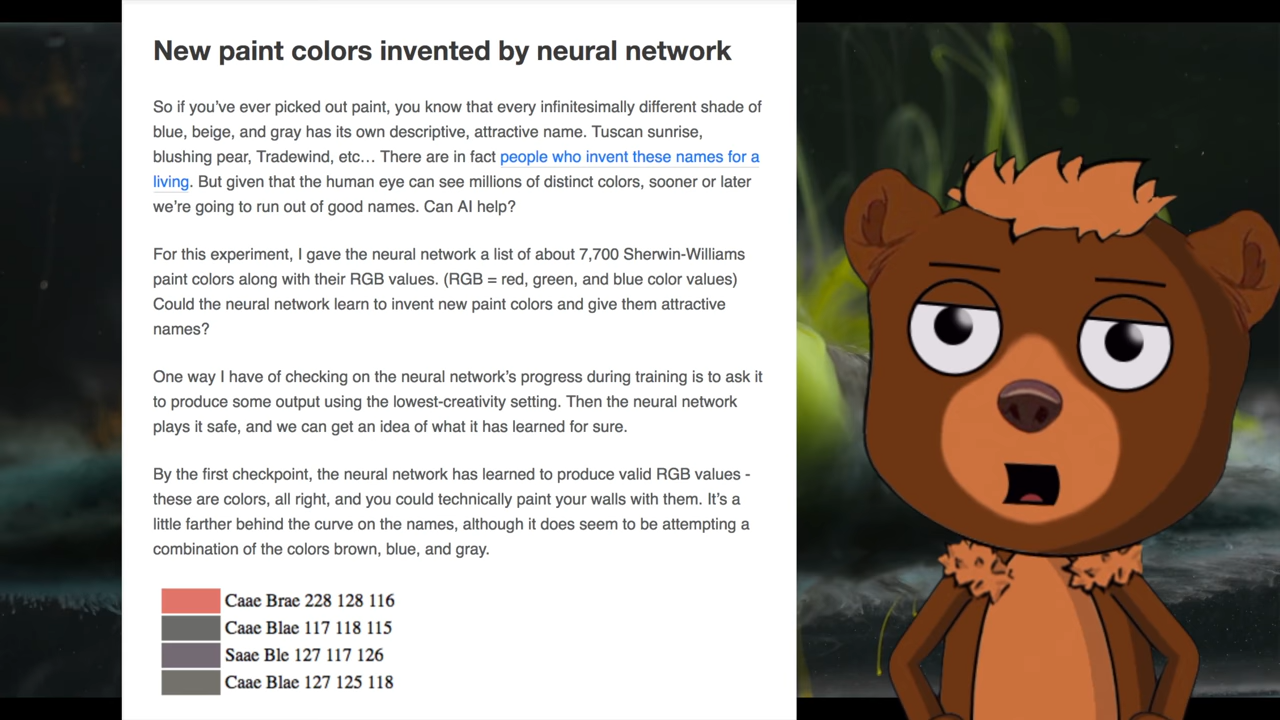 New paint colors invented by neural network
So if you’ve ever picked out paint, you know that every infinitesimally different shade of
blue, beige, and gray has its own descriptive, attractive name. Tuscan sunrise,
blushing pear, Tradewind, etc… There are in fact people who invent these names for a
living. But given that the human eye can see millions of distinct colors, sooner or later
we’re going to run out of good names. Can AI help?
For this experiment, I gave the neural network a list of about 7,700 Sherwin-Williams
paint colors along with their RGB values. (RGB = red, green, and blue color values)
Could the neural network learn to invent new paint colors and give them attractive
names?
One way I have of checking on the neural network’s progress during training is to ask it
to produce some output using the lowest-creativity setting. Then the neural network
plays it safe, and we can get an idea of what it has learned for sure.
By the first checkpoint, the neural network has learned to produce valid RGB values -
these are colors, all right, and you could technically paint your walls with them. It’s a
little farther behind the curve on the names, although it does seem to be attempting a
combination of the colors brown, blue, and gray.
Caae Brae 228 128 116
Caae Blae 117 118 115
Saae Ble 127 117 126
Caae Blae 127 125 118